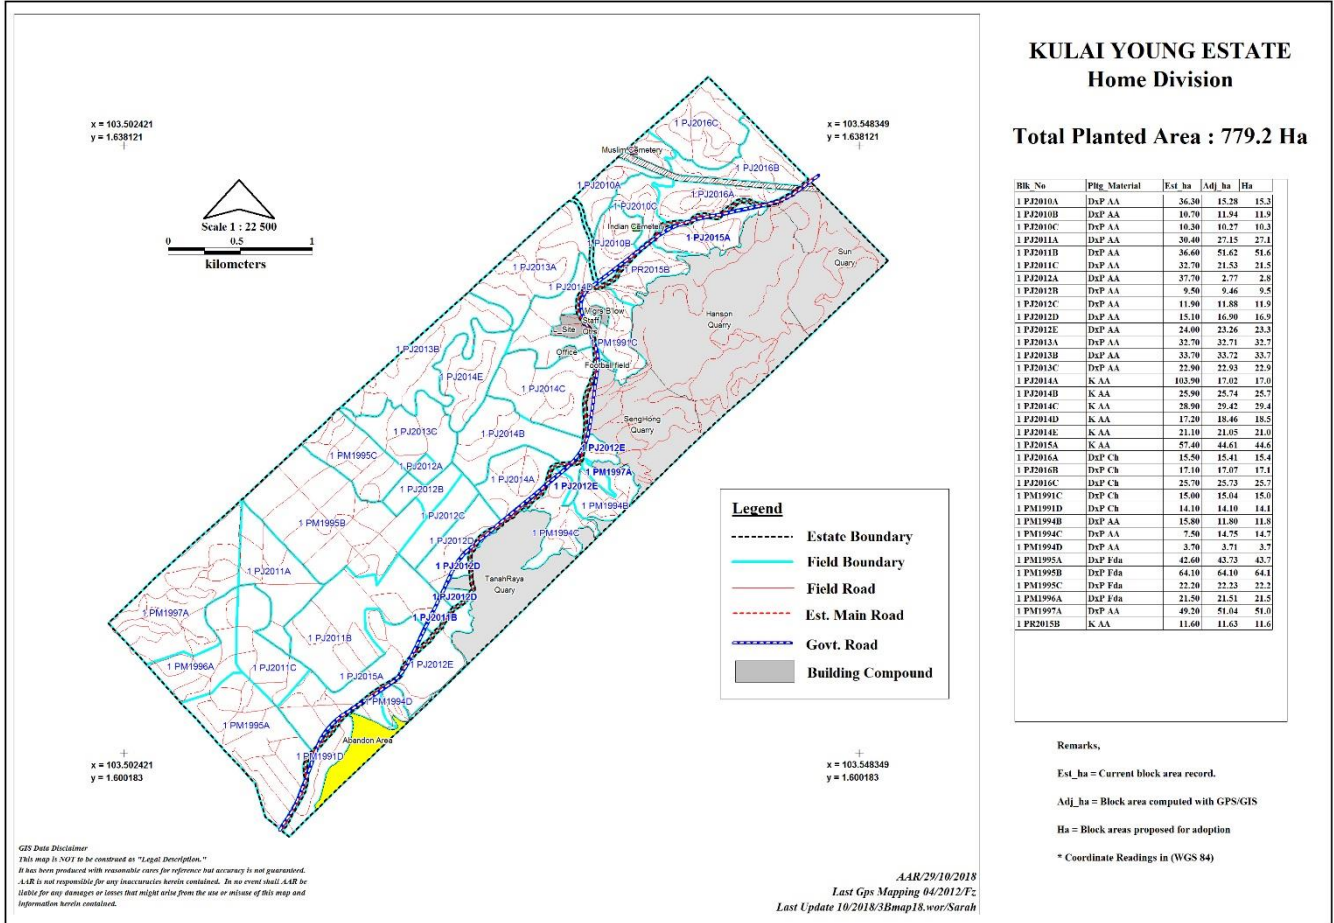 KULAI YOUNG ESTATE
Home Division
Total Planted Area : 779.2 Ha
x = 103.502421
y = 1.638121
x = 103.548349
y = 1.638121
Scale 1 : 22 500
0 0.5 1
kilometers
1 PJ2016C
Muslim Cemetery
1 PJ2016B
1 PJ2010A
1 PJ2016A
1 PJ2010C
Indian Cemetery
1 PJ2015A
1 PJ2010B
Sun
Quary
1 PJ2013A
1 PR2015B
1 PJ2014D
Mgrs B'low
Staff
Qtrs
Site
Hanson
Quarry
1 PM1991C
1 PJ2013B
Office
Football field
1 PJ2014E
1 PJ2014C
SengHong
Quarry
1 PJ2013C
1 PJ2014B
1 PJ2012E
1 PM1995C
1 PJ2012A
1 PM1997A
1 PJ2014A
1 PJ2012E
1 PJ2012B
1 PM1994B
1 PM1995B
1 PJ2012C
1 PM1994C
1 PJ2012D
1 PJ2012D
1 PJ2011A
TanahRaya
Quary
1 PJ2012D
1 PM1997A
1 PJ2011B
1 PJ2011B
1 PM1996A
1 PJ2011C
1 PJ2012E
1 PJ2015A
1 PM1994D
1 PM1995A
Abandon Area
1 PM1991D
x = 103.502421
y = 1.600183
x = 103.548349
y = 1.600183
Legend
Estate Boundary
Field Boundary
Field Road
Est. Main Road
Govt. Road
Building Compound
Blk_No Pltg_Material Est_ha Adj_ha Ha
1 PJ2010A DxP AA 36.30 15.28 15.3
1 PJ2010B DxP AA 10.70 11.94 11.9
1 PJ2010C DxP AA 10.30 10.27 10.3
1 PJ2011A DxP AA 30.40 27.15 27.1
1 PJ2011B DxP AA 36.60 51.62 51.6
1 PJ2011C DxP AA 32.70 21.53 21.5
1 PJ2012A DxP AA 37.70 2.77 2.8
1 PJ2012B DxP AA 9.50 9.46 9.5
1 PJ2012C DxP AA 11.90 11.88 11.9
1 PJ2012D DxP AA 15.10 16.90 16.9
1 PJ2012E DxP AA 24.00 23.26 23.3
1 PJ2013A DxP AA 32.70 32.71 32.7
1 PJ2013B DxP AA 33.70 33.72 33.7
1 PJ2013C DxP AA 22.90 22.93 22.9
1 PJ2014A K AA 103.90 17.02 17.0
1 PJ2014B K AA 25.90 25.74 25.7
1 PJ2014C K AA 28.90 29.42 29.4
1 PJ2014D K AA 17.20 18.46 18.5
1 PJ2014E K AA 21.10 21.05 21.0
1 PJ2015A K AA 57.40 44.61 44.6
1 PJ2016A DxP Ch 15.50 15.41 15.4
1 PJ2016B DxP Ch 17.10 17.07 17.1
1 PJ2016C DxP Ch 25.70 25.73 25.7
1 PM1991C DxP Ch 15.00 15.04 15.0
1 PM1991D DxP Ch 14.10 14.10 14.1
1 PM1994B DxP AA 15.80 11.80 11.8
1 PM1994C DxP AA 7.50 14.75 14.7
1 PM1994D DxP AA 3.70 3.71 3.7
1 PM1995A DxP Fda 42.60 43.73 43.7
1 PM1995B DxP Fda 64.10 64.10 64.1
1 PM1995C DxP Fda 22.20 22.23 22.2
1 PM1996A DxP Fda 21.50 21.51 21.5
1 PM1997A DxP AA 49.20 51.04 51.0
1 PR2015B K AA 11.60 11.63 11.6
Remarks,
Est_ha = Current block area record.
Adj_ha = Block area computed with GPS/GIS
Ha = Block areas proposed for adoption
* Coordinate Readings in (WGS 84)
GIS Data Disclaimer
This map is NOT to be construed as "Legal Description."
It has been produced with reasonable cares for reference but accuracy is not guaranteed.
AAR is not responsible for any inaccuracies herein contained. In no event shall AAR be
liable for any damages or losses that might arise from the use or misuse of this map and
information herein contained.
AAR/29/10/2018
Last Gps Mapping 04/2012/Fz
Last Update 10/2018/3Bmap18.wor/Sarah